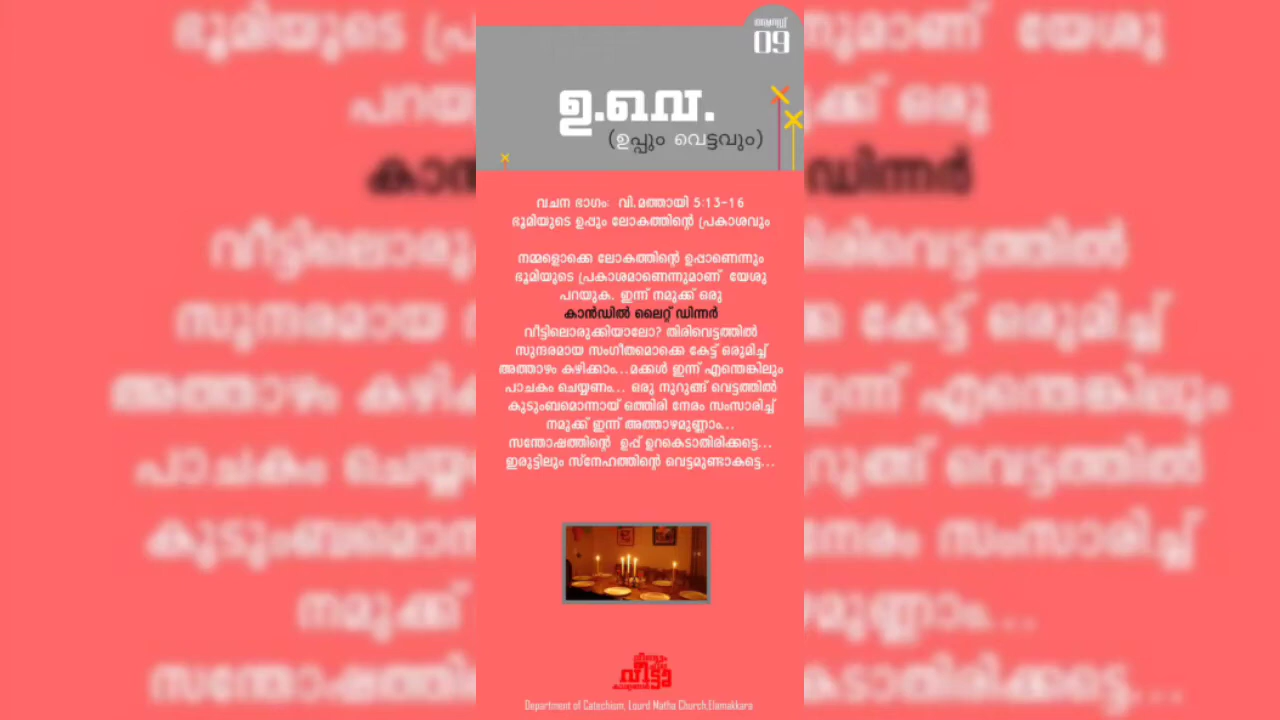 ആഗസ്റ്റ്
09
ഉ.വെ.
(ഉപ്പും വെട്ടവും)
വചന ഭാഗം: വി.മത്തായി 5:13-16
ഭൂമിയുടെ ഉപ്പും ലോകത്തിന്റെ പ്രകാശവും
നമ്മളൊക്കെ ലോകത്തിന്റെ ഉപ്പാണെന്നും
ഭൂമിയുടെ പ്രകാശമാണെന്നുമാണ് യേശു
പറയുക. ഇന്ന് നമുക്ക് ഒരു
കാൻഡിൽ ലൈറ്റ് ഡിന്നർ
വീട്ടിലൊരുക്കിയാലോ? തിരിവെട്ടത്തിൽ
സുന്ദരമായ സംഗീതമൊക്കെ കേട്ട് ഒരുമിച്ച്
അത്താഴം കഴിക്കാം...മക്കൾ ഇന്ന് എന്തെങ്കിലും
പാചകം ചെയ്യണം... ഒരു നുറുങ്ങ് വെട്ടത്തിൽ
കുടുംബമൊന്നായ് ഒത്തിരി നേരം സംസാരിച്ച്
നമുക്ക് ഇന്ന് അത്താഴമുണ്ണാം...
സന്തോഷത്തിന്റെ ഉപ്പ് ഉറകെടാതിരിക്കട്ടെ...
ഇരുട്ടിലും സ്നേഹത്തിന്റെ വെട്ടമുണ്ടാകട്ടെ...
വീട്ടു
Department of Catechism, Lourd Matha Church,Elamakkara